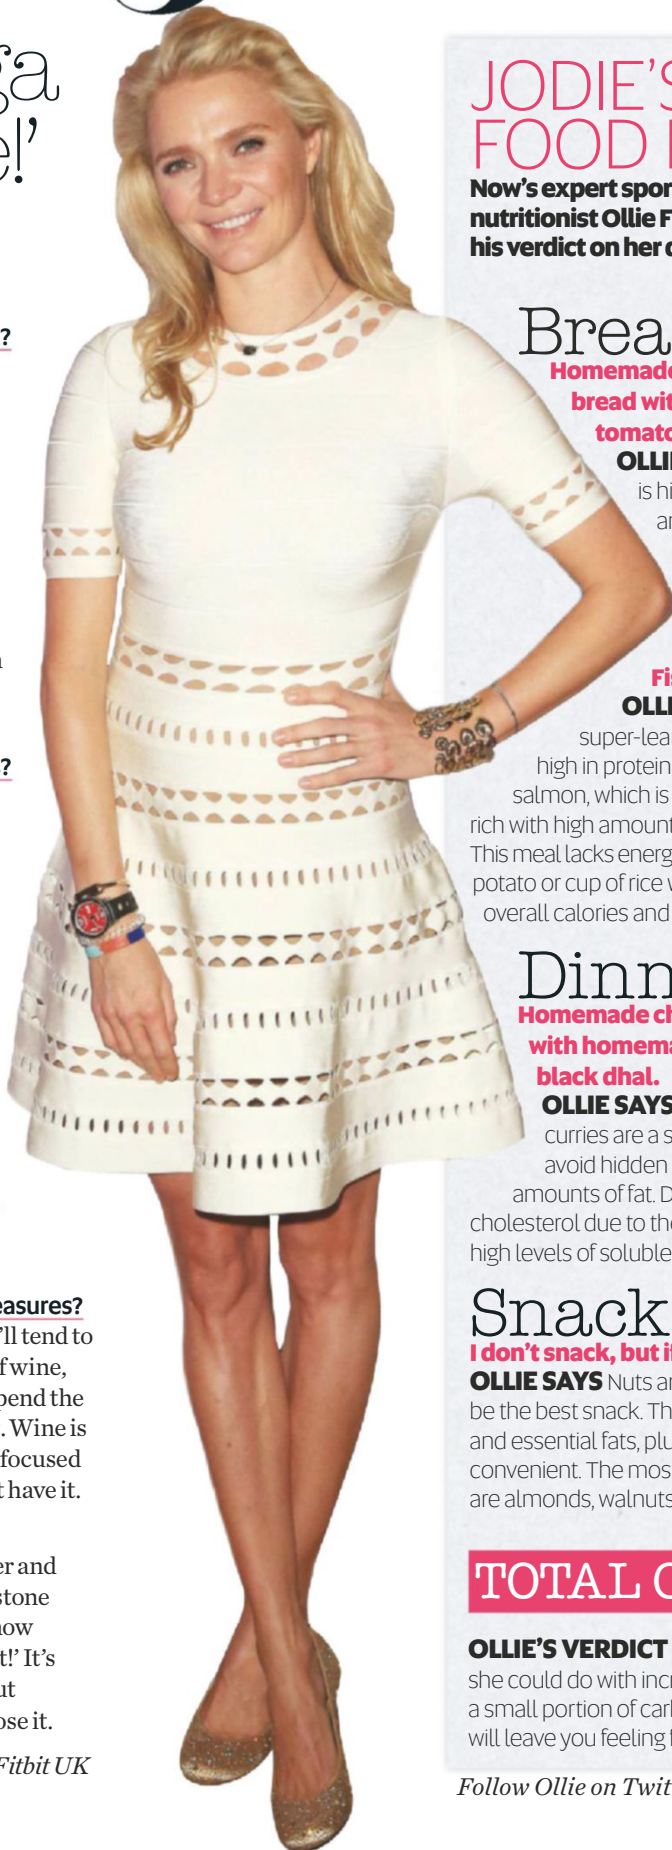 ga
e!'
?
n
?
easures?
'll tend to
f wine,
pend the
. Wine is
focused
t have it.
er and
stone
now
t!' It's
ut
ose it.
Fitbit UK
JODIE'S
FOOD
Now's expert spor
nutritionist Ollie F
his verdict on her
Brea
Homemade
bread wit
tomato
OLLIE
is hi
ar
Fis
OLLI
super-lea
high in protein
salmon, which is
rich with high amount
This meal lacks energ
potato or cup of rice w
overall calories and
Dinn
Homemade ch
with homema
black dhal.
OLLIE SAYS
curries are a s
avoid hidden
amounts of fat. D
cholesterol due to the
high levels of soluble
Snack
I don't snack, but i
OLLIE SAYS Nuts ar
be the best snack. Th
and essential fats, plu
convenient. The mos
are almonds, walnuts
TOTAL C
OLLIE'S VERDICT
she could do with incr
a small portion of carl
will leave you feeling f
Follow Ollie on Twit